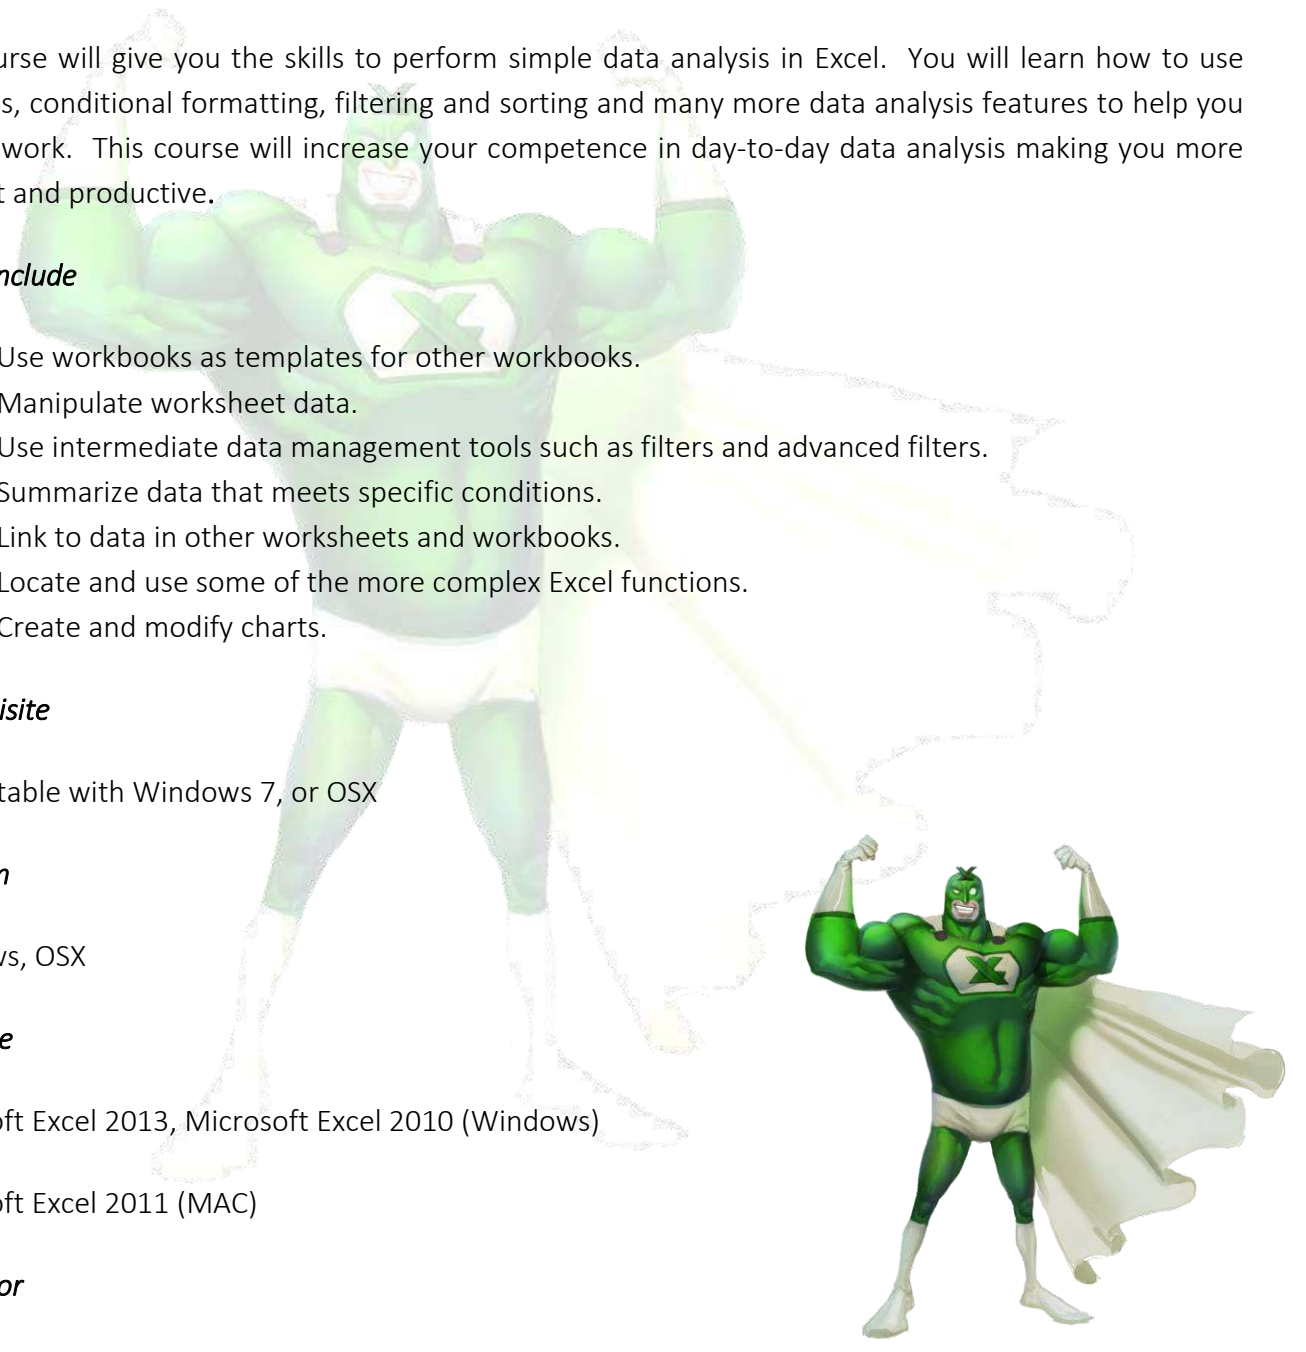 urse will give you the skills to perform simple data analysis in Excel. You will learn how to use
s, conditional formatting, filtering and sorting and many more data analysis features to help you
work. This course will increase your competence in day-to-day data analysis making you more
t and productive.
nclude
Use workbooks as templates for other workbooks.
Manipulate worksheet data.
Use intermediate data management tools such as filters and advanced filters.
Summarize data that meets specific conditions.
Link to data in other worksheets and workbooks.
Locate and use some of the more complex Excel functions.
Create and modify charts.
isite
table with Windows 7, or OSX
n
ws, OSX
e
oft Excel 2013, Microsoft Excel 2010 (Windows)
oft Excel 2011 (MAC)
or
X
X